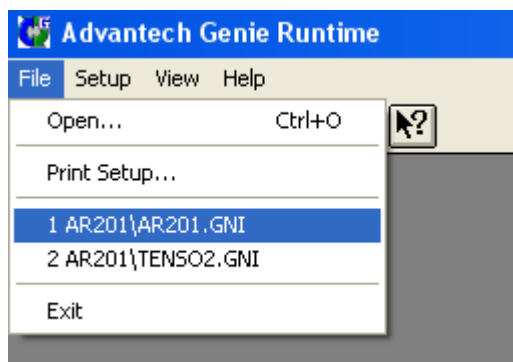 Advantech Genie Runtime
File Setup View Help
Open... Ctrl+O
Print Setup...
1 AR201\AR201.GNI
2 AR201\TENSO2.GNI
Exit